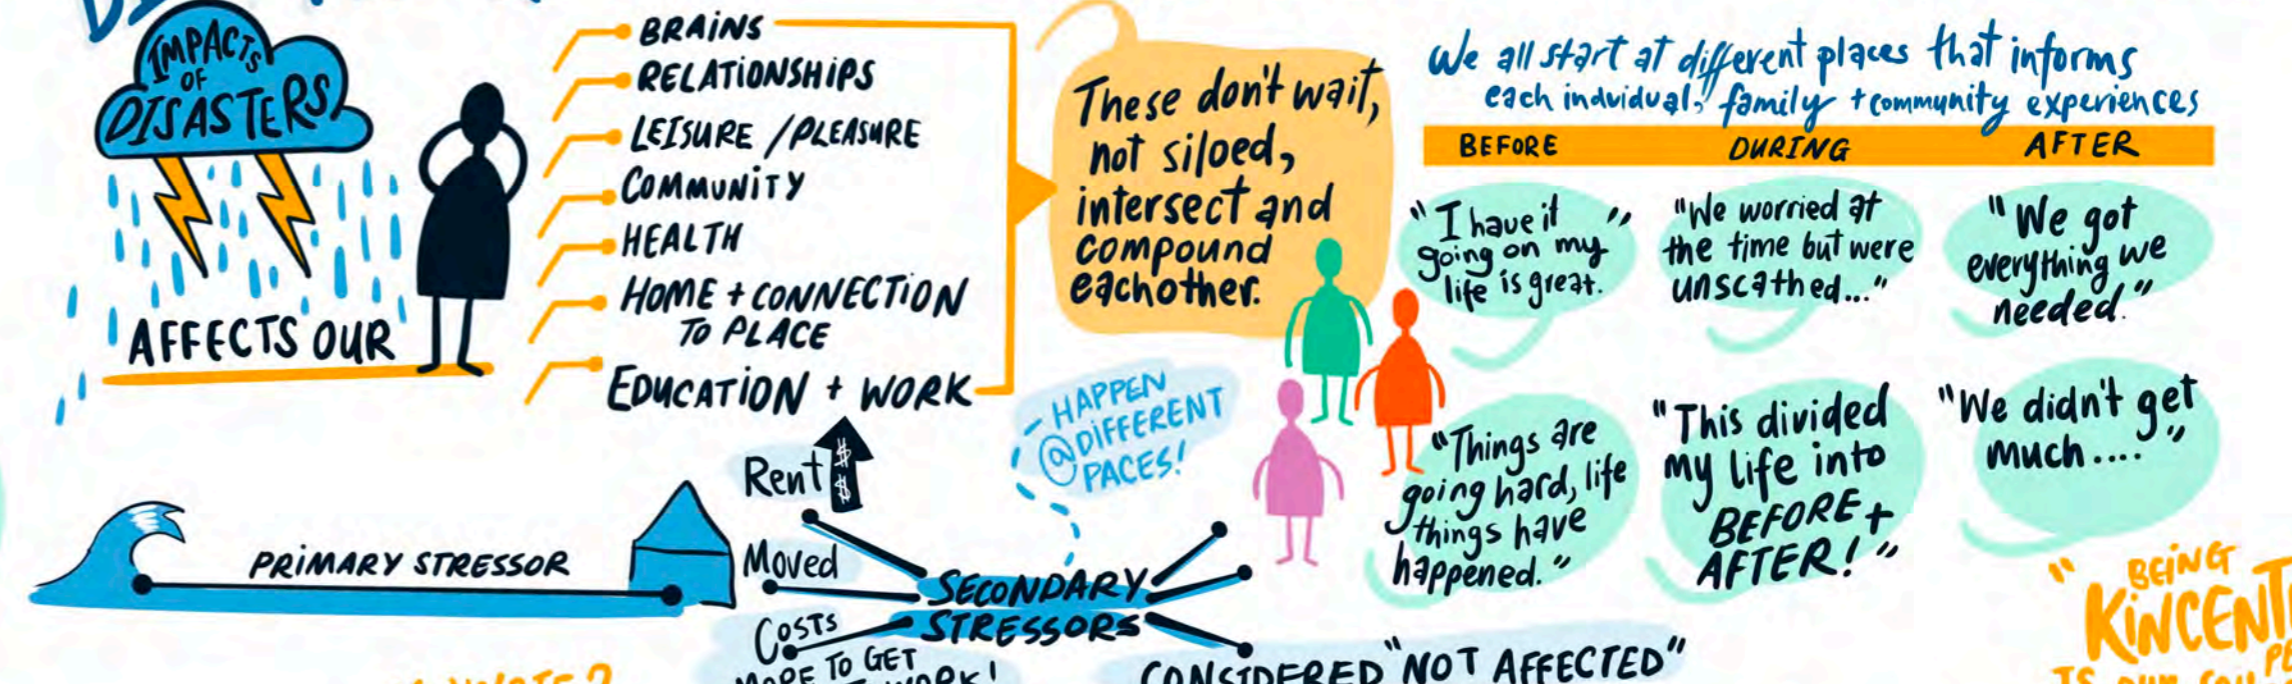 IMPACTS
OF
DISASTERS
AFFECTS OUR
BRAINS
RELATIONSHIPS
LEISURE / PLEASURE
COMMUNITY
HEALTH
HOME + CONNECTION
TO PLACE
EDUCATION + WORK
These don't wait,
not siloed,
intersect and
compound
eachother.
We all start at different places that informs
each indvidual, family + community experiences
BEFORE
DURING
AFTER
"I have it
going on my
life is great."
"We worried at
the time but were
unscathed..."
"We got
everything we
needed."
"Things are
going hard, life
things have
happened."
"This divided
my life into
BEFORE +
AFTER!"
"We didn't get
much...."
- HAPPEN
@DIFFERENT
PACES!
PRIMARY STRESSOR
Rent $
$
Moved
COSTS
MORE TO GET
SECONDARY
STRESSORS
CONSIDERED "NOT AFFECTED"
"BEING